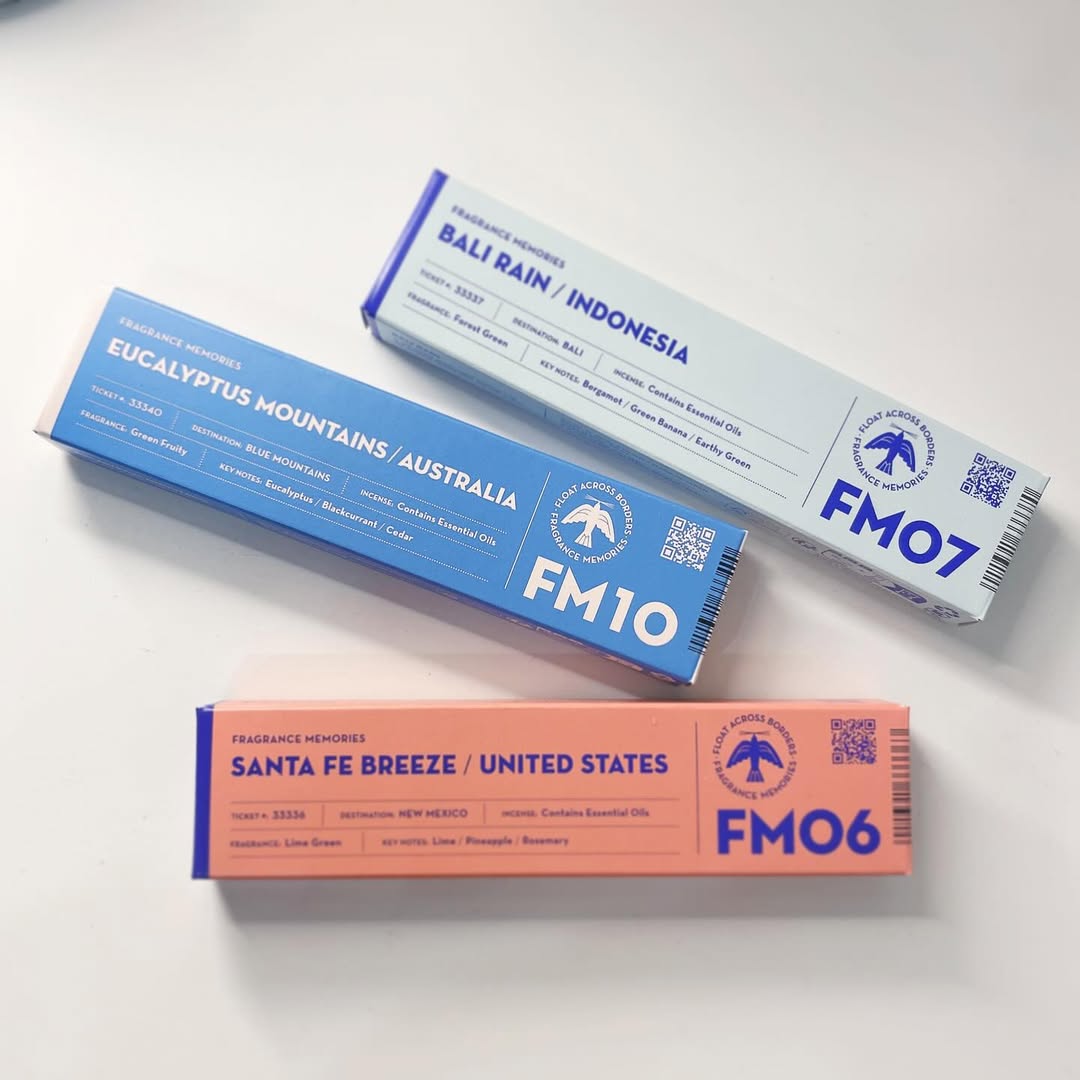 FRAGRANCE MEMORIES
BALI RAIN / INDONESIA
TICKET #: 33337 DESTINATION: BALI INCENSE: Contains Essential Oils
FRAGRANCE: Forest Green KEY NOTES: Bergamot / Green Banana / Earthy Green
FLOAT ACROSS BORDERS · FRAGRANCE MEMORIES ·
FM07
FRAGRANCE MEMORIES
EUCALYPTUS MOUNTAINS / AUSTRALIA
TICKET #: 33340 DESTINATION: BLUE MOUNTAINS INCENSE: Contains Essential Oils
FRAGRANCE: Green Fruity KEY NOTES: Eucalyptus / Blackcurrant / Cedar
FLOAT ACROSS BORDERS · FRAGRANCE MEMORIES ·
FM10
FRAGRANCE MEMORIES
SANTA FE BREEZE / UNITED STATES
TICKET #: 33336 DESTINATION: NEW MEXICO INCENSE: Contains Essential Oils
FRAGRANCE: Lime Green KEY NOTES: Lime / Pineapple / Rosemary
FLOAT ACROSS BORDERS · FRAGRANCE MEMORIES ·
FM06